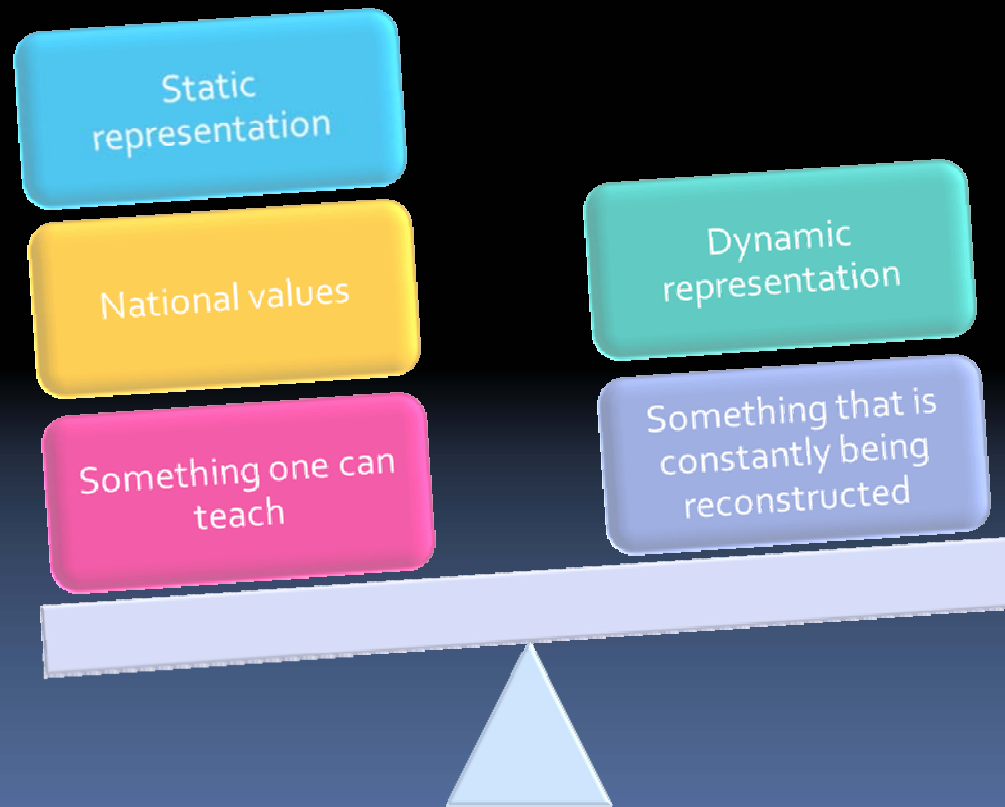 Static
representation
National values
Something one can
teach
Dynamic
representation
Something that is
constantly being
reconstructed